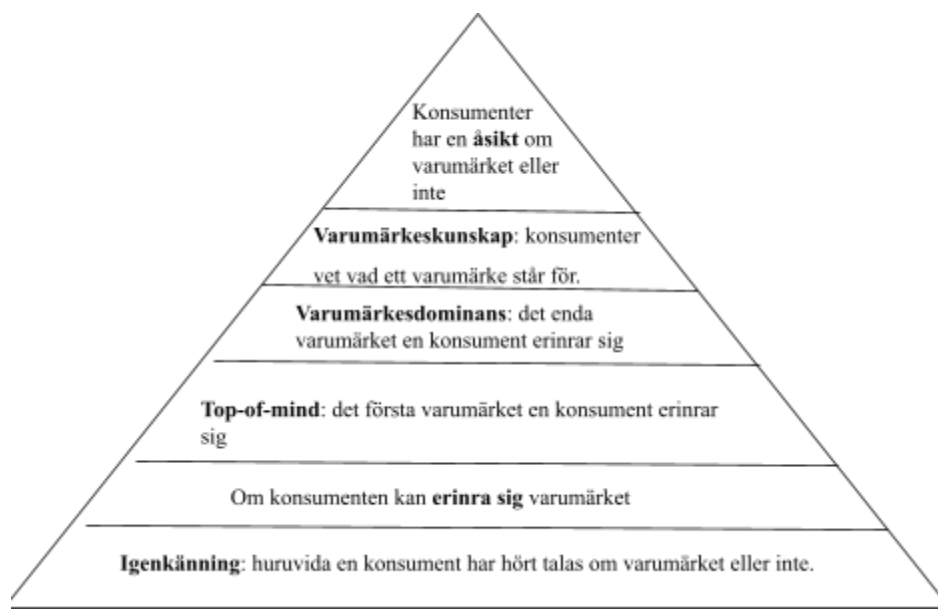 Konsumenter
har en åsikt om
varumärket eller
inte
Varumärkeskunskap: konsumenter
vet vad ett varumärke står för.
Varumärkesdominans: det enda
varumärket en konsument erinrar sig
Top-of-mind: det första varumärket en konsument erinrar
sig
Om konsumenten kan erinra sig varumärket
Igenkänning: huruvida en konsument har hört talas om varumärket eller inte.